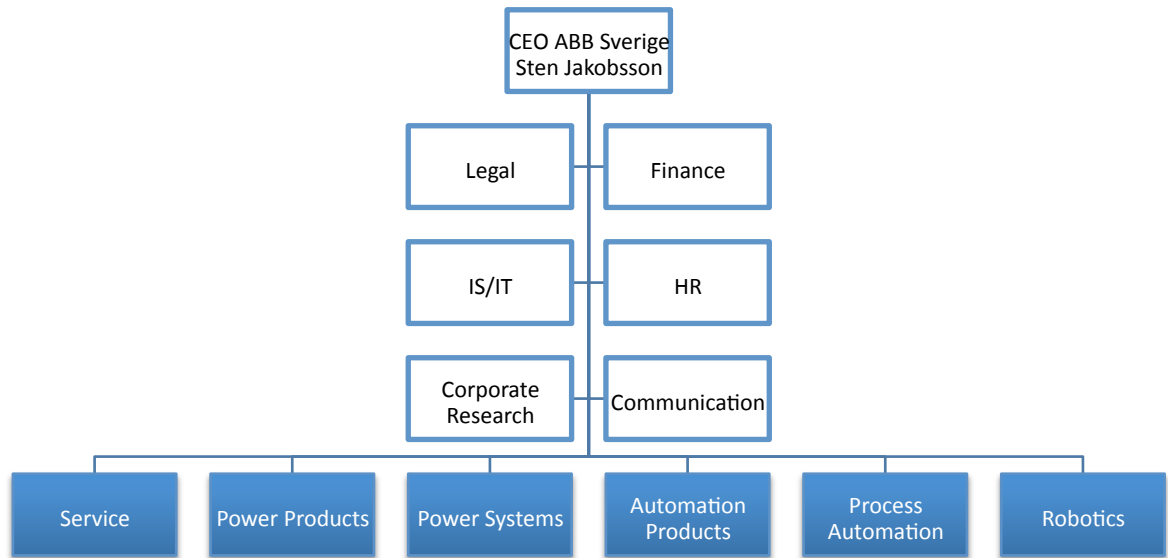 CEO ABB Sverige
Sten Jakobsson
Legal
Finance
IS/IT
HR
Corporate
Research
Communication
Service
Power Products
Power Systems
Automation
Products
Process
Automation
Robotics